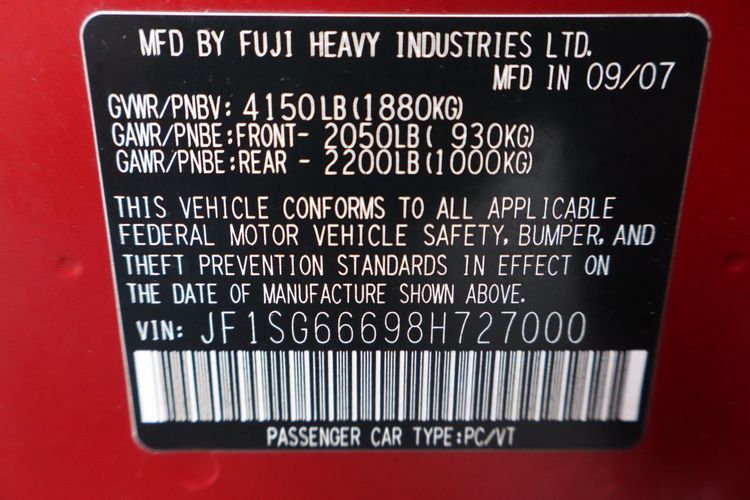 MFD BY FUJI HEAVY INDUSTRIES LTD.
MFD IN 09/07
GVWR/PNBV: 4150LB(1880KG)
GAWR/PNBE:FRONT- 2050LB( 930KG)
GAWR/PNBE:REAR - 2200LB(1000KG)
THIS VEHICLE CONFORMS TO ALL APPLICABLE
FEDERAL MOTOR VEHICLE SAFETY, BUMPER, AND
THEFT PREVENTION STANDARDS IN EFFECT ON
THE DATE OF MANUFACTURE SHOWN ABOVE.
VIN: JF1SG66698H727000
PASSENGER CAR TYPE:PC/VT